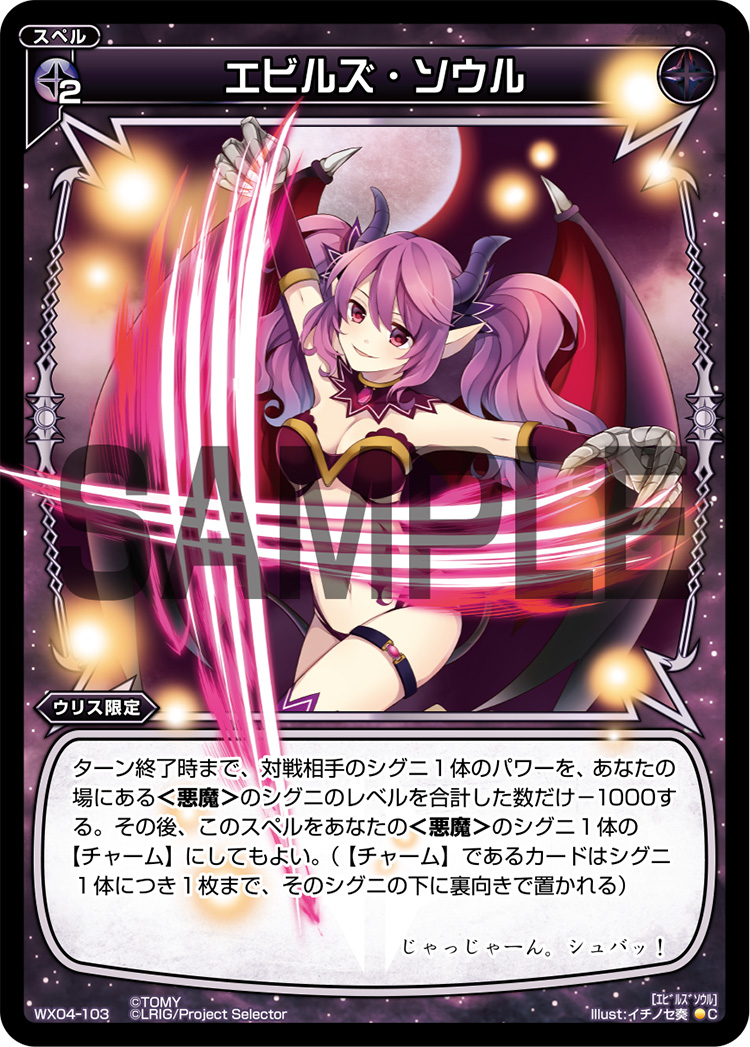 スペル
2
エビルズ・ソウル
SAMPLE
ウリス限定
ターン終了時まで、対戦相手のシグニ1体のパワーを、あなたの
場にある＜悪魔＞のシグニのレベルを合計した数だけ－1000す
る。その後、このスペルをあなたの＜悪魔＞のシグニ1体の
【チャーム】にしてもよい。（【チャーム】であるカードはシグニ
1体につき1枚まで、そのシグニの下に裏向きで置かれる）
じゃっじゃーん。シュバッ！
WX04-103
©TOMY
©LRIG/Project Selector
[ｴﾋﾞﾙｽﾞｿｳﾙ]
Illust:イチノセ奏
C